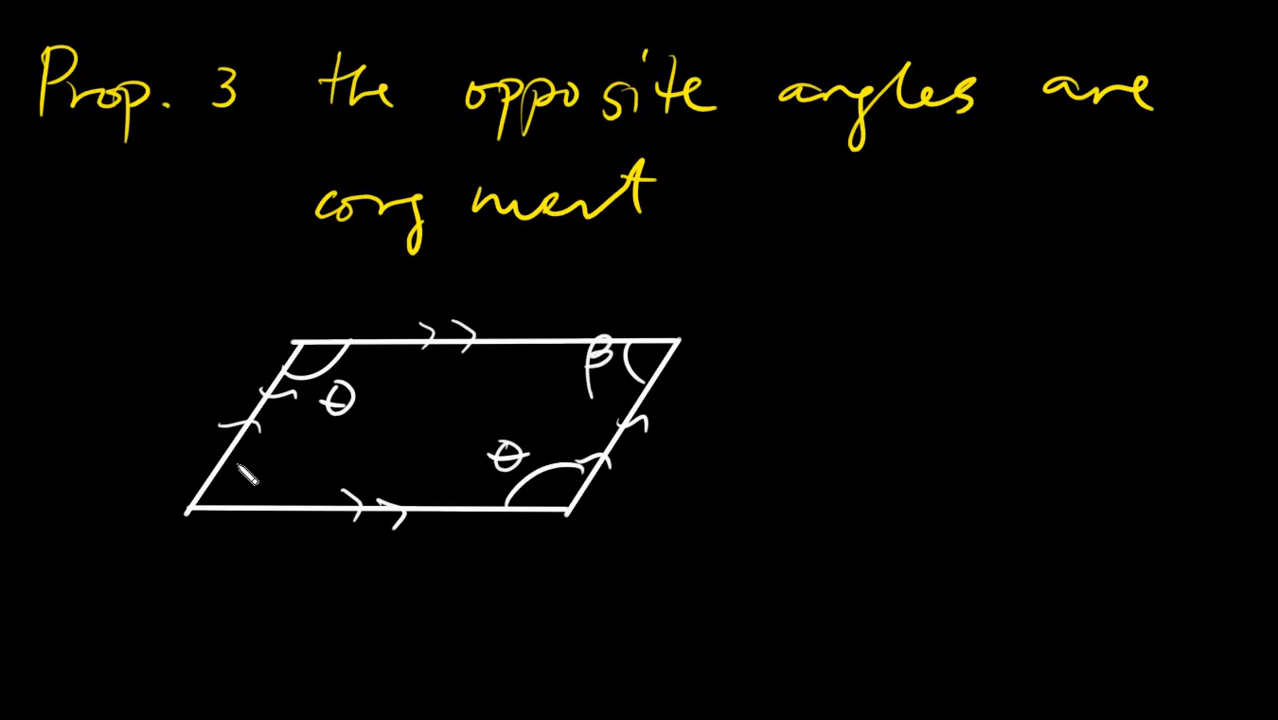 Prop. 3 the opposite angles are
congruent
θ
β
θ